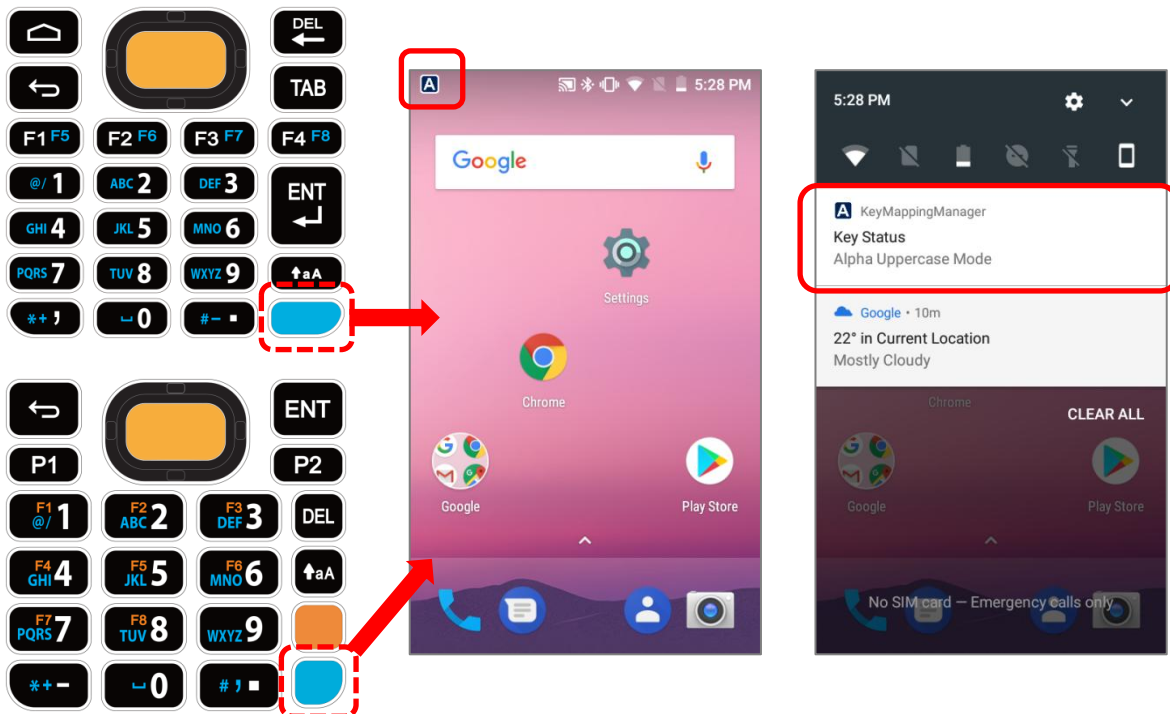 DEL
TAB
F1 F5
F2 F6
F3 F7
F4 F8
@/ 1
ABC 2
DEF 3
ENT
GHI 4
JKL 5
MNO 6
PQRS 7
TUV 8
WXYZ 9
aA
*+ ,
0
#- .
ENT
P1
P2
F1 @/ 1
F2 ABC 2
F3 DEF 3
DEL
F4 GHI 4
F5 JKL 5
F6 MNO 6
aA
F7 PQRS 7
F8 TUV 8
WXYZ 9
*+ -
0
# , .
A
5:28 PM
Google
Settings
Chrome
Google
Play Store
5:28 PM
A KeyMappingManager
Key Status
Alpha Uppercase Mode
Google • 10m
22° in Current Location
Mostly Cloudy
Chrome
CLEAR ALL
Google
Play Store
No SIM card — Emergency calls only